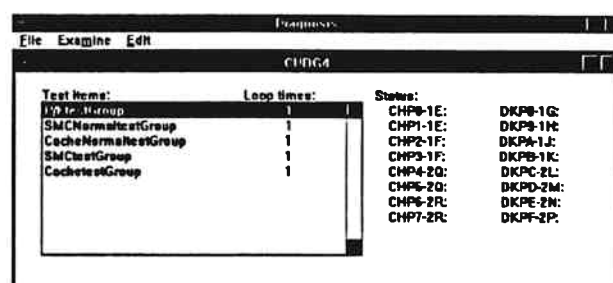 Diagnosis
File Examine Edit
CUDG4
Test Items: Loop times: Status:
1 CHP0-1E: DKP8-1G:
SMCNormaltestGroup 1 CHP1-1E: DKP9-1H:
CacheNormaltestGroup 1 CHP2-1F: DKPA-1J:
SMCtestGroup 1 CHP3-1F: DKPB-1K:
CachetestGroup 1 CHP4-2Q: DKPC-2L:
CHP5-2Q: DKPD-2M:
CHP6-2R: DKPE-2N:
CHP7-2R: DKPF-2P: